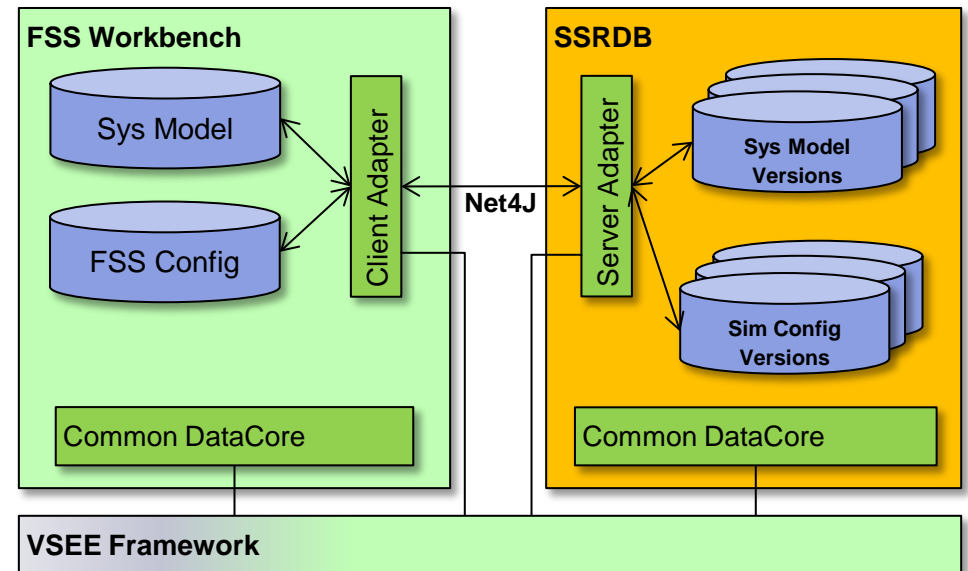 FSS Workbench
Sys Model
FSS Config
Client Adapter
Common DataCore
Net4J
SSRDB
Server Adapter
Sys Model
Versions
Sim Config
Versions
Common DataCore
VSEE Framework